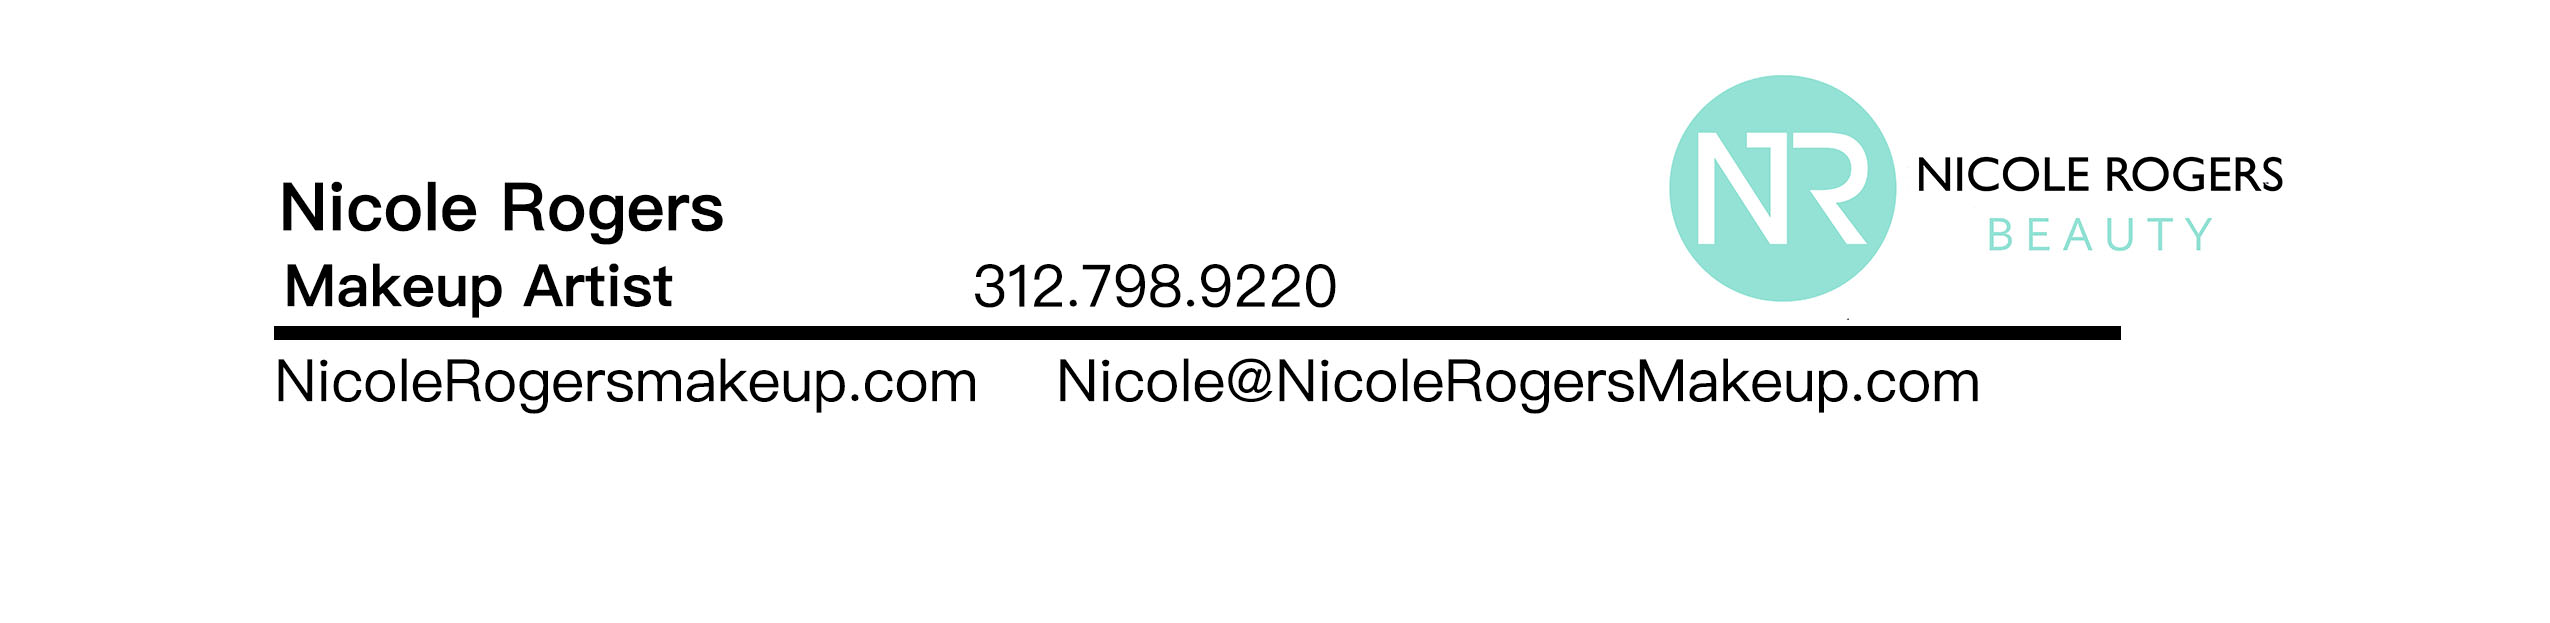 NR
NICOLE ROGERS
BEAUTY
Nicole Rogers
Makeup Artist 312.798.9220
NicoleRogersmakeup.com Nicole@NicoleRogersMakeup.com